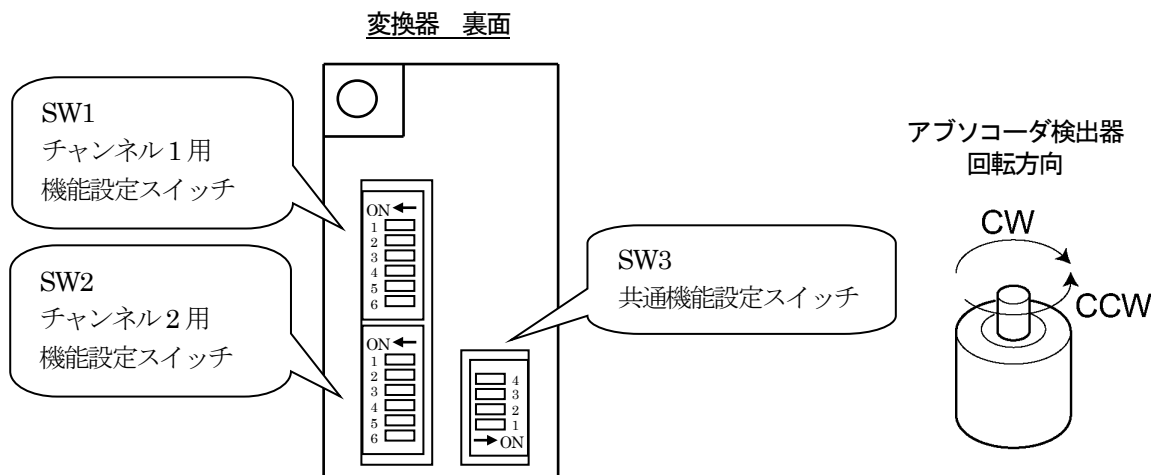 変換器　裏面
SW1
チャンネル 1 用
機能設定スイッチ
SW2
チャンネル 2 用
機能設定スイッチ
ON
1
2
3
4
5
6
ON
1
2
3
4
5
6
SW3
共通機能設定スイッチ
4
3
2
1
ON
アブソコーダ検出器
回転方向
CW
CCW